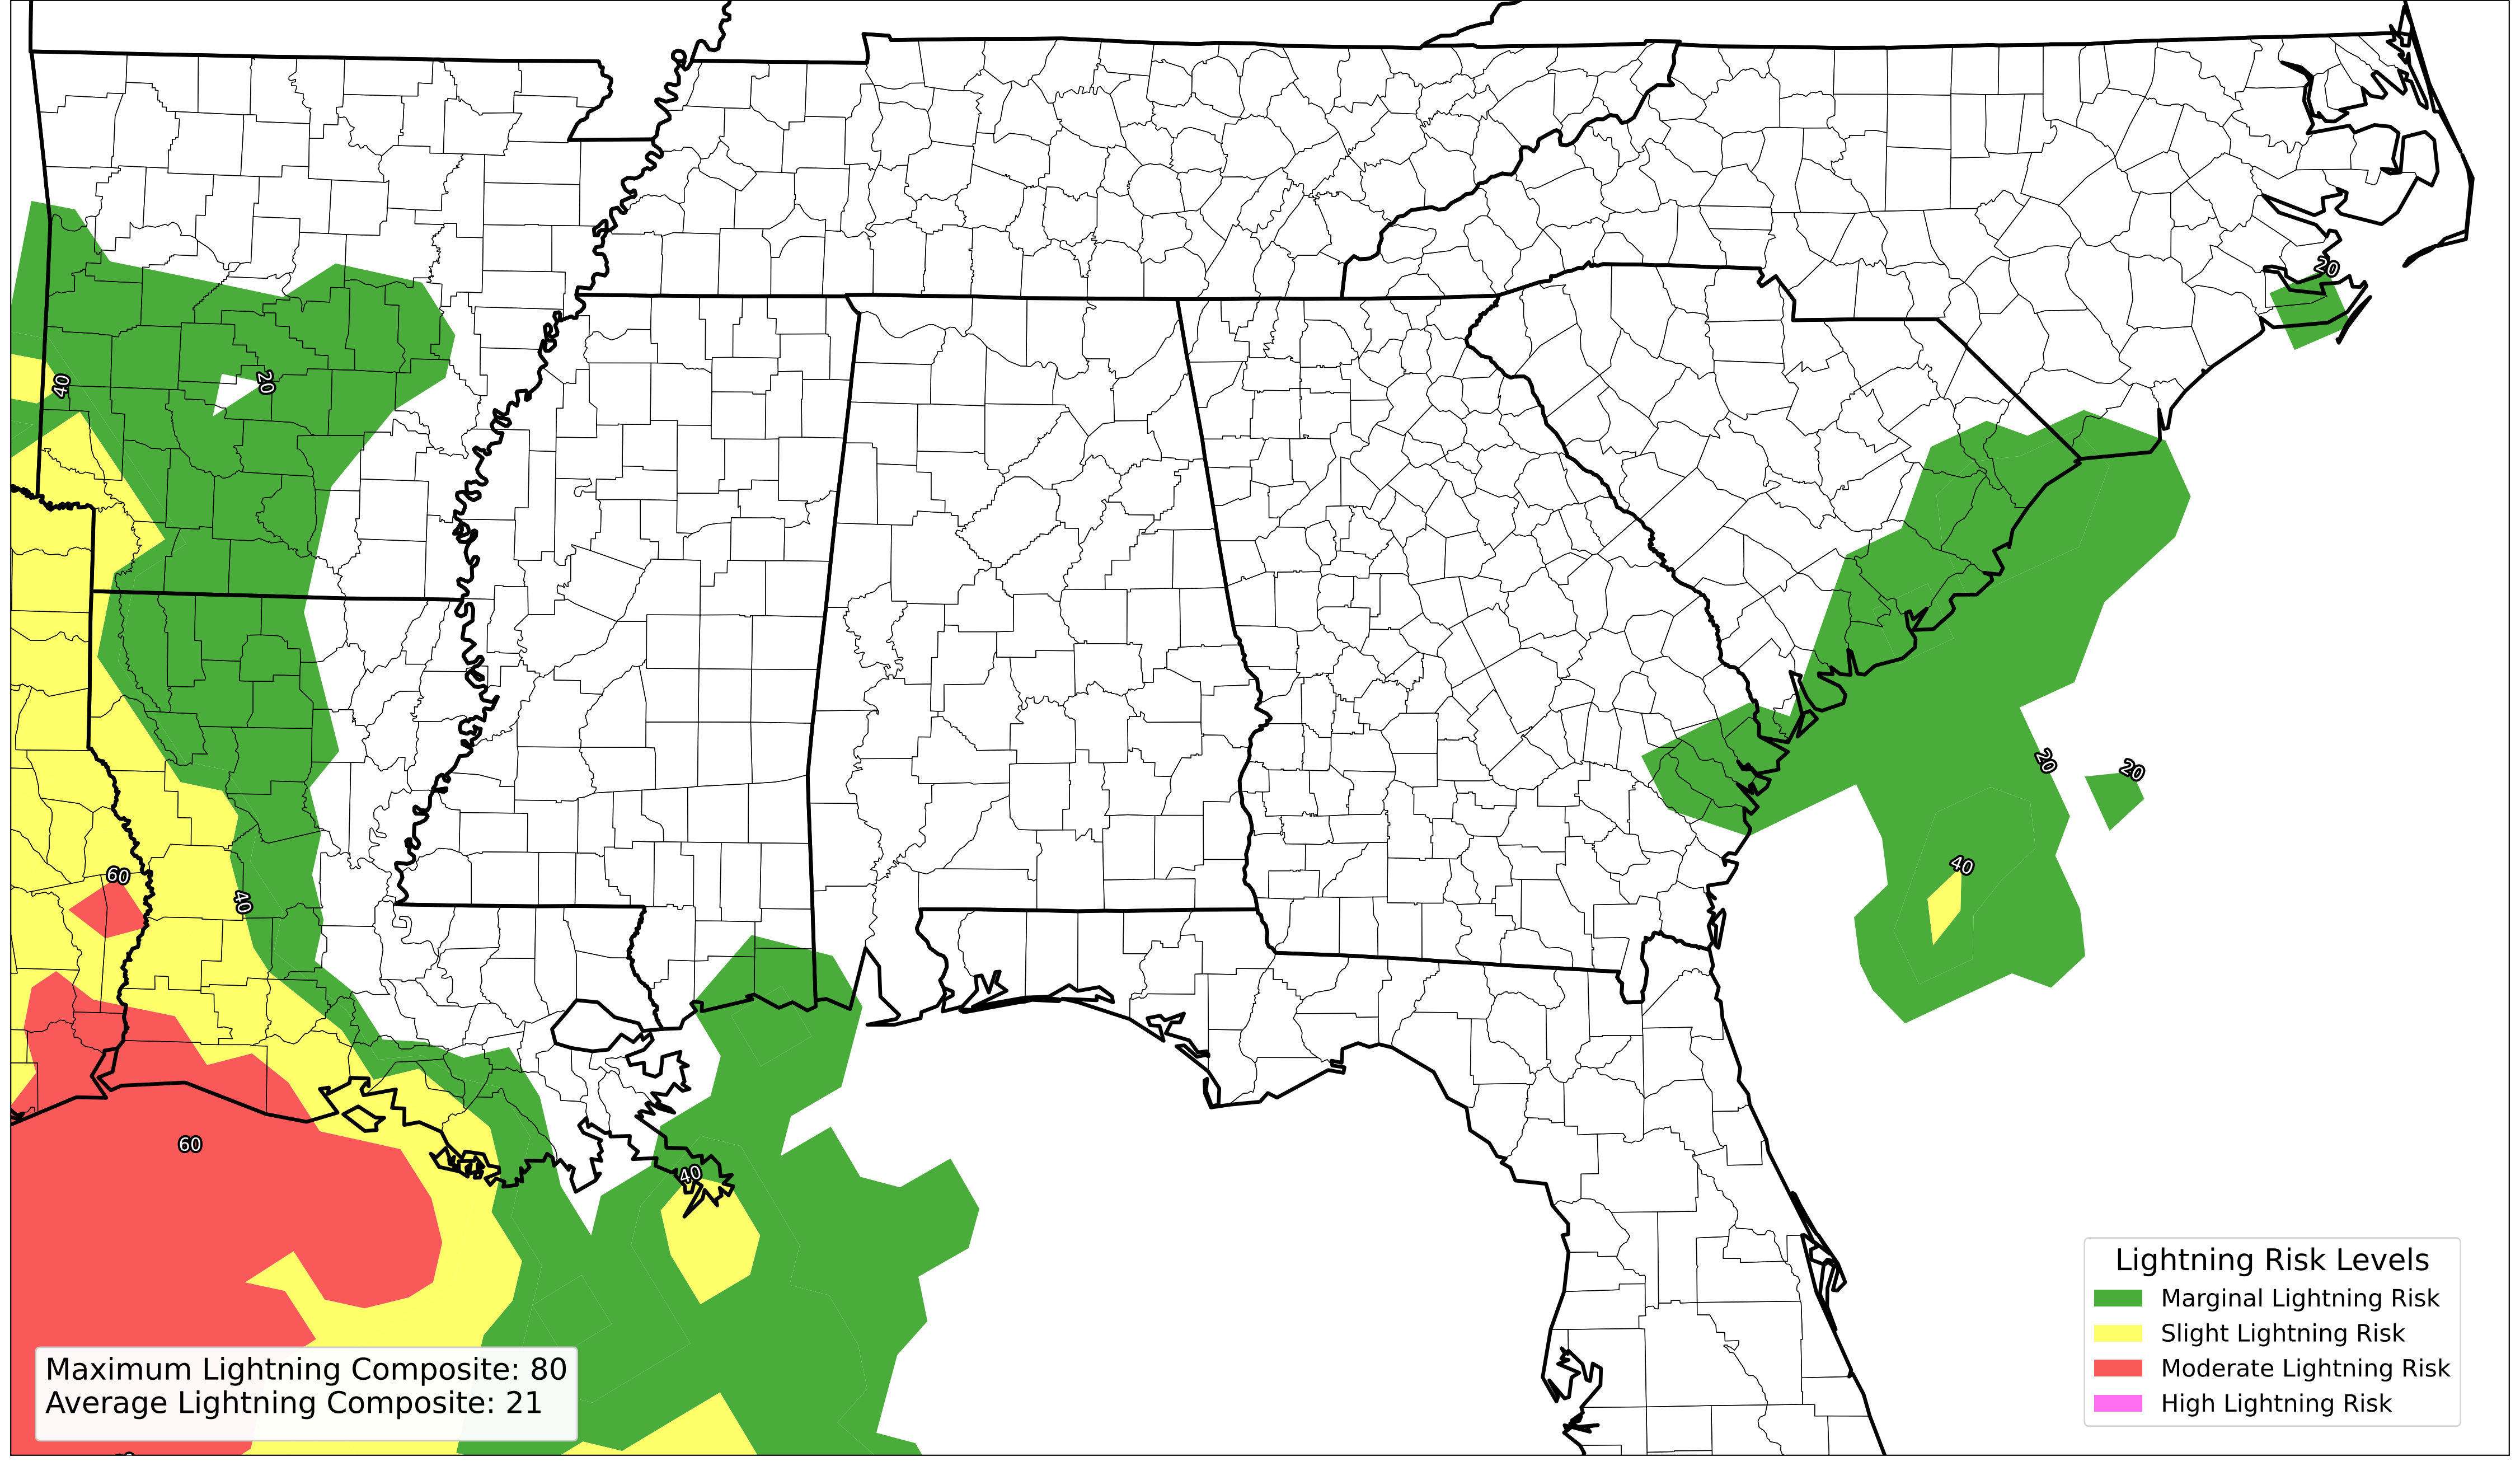 20
40
20
20
20
40
60
40
60
40
Lightning Risk Levels
Marginal Lightning Risk
Slight Lightning Risk
Moderate Lightning Risk
High Lightning Risk
Maximum Lightning Composite: 80
Average Lightning Composite: 21